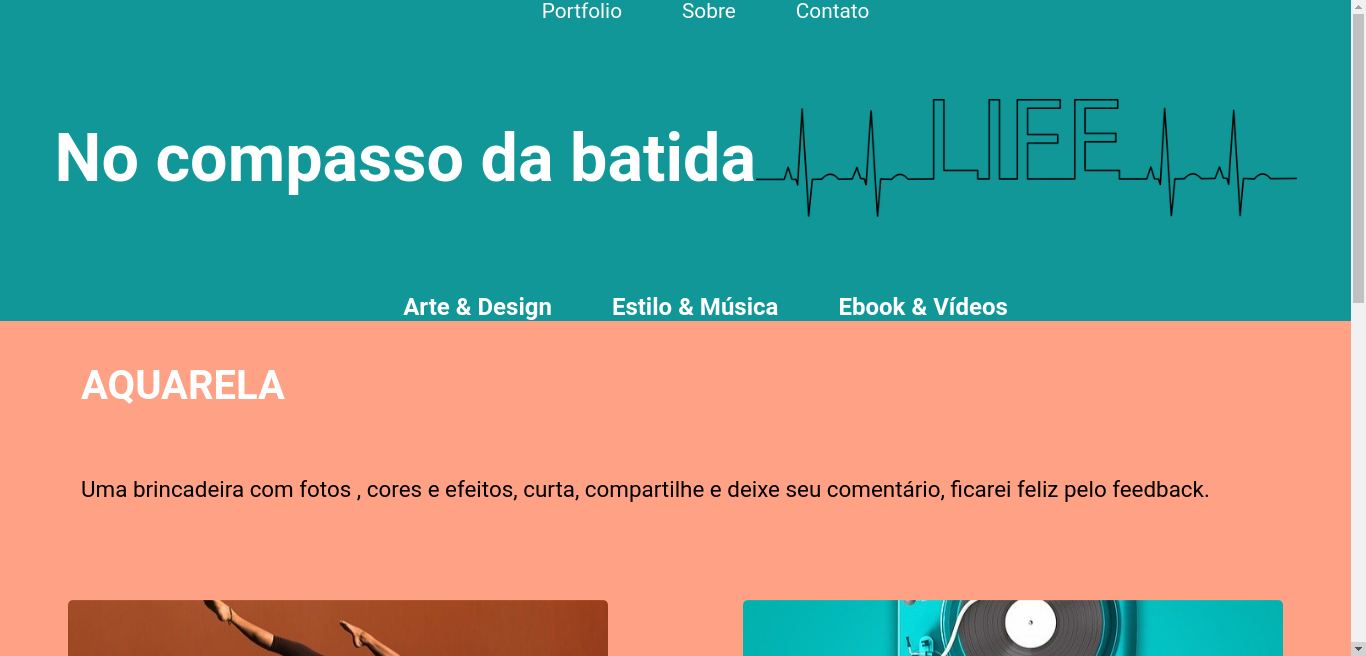 Portfolio Sobre Contato
No compasso da batida LIFE
Arte & Design Estilo & Música Ebook & Vídeos
AQUARELA
Uma brincadeira com fotos , cores e efeitos, curta, compartilhe e deixe seu comentário, ficarei feliz pelo feedback.